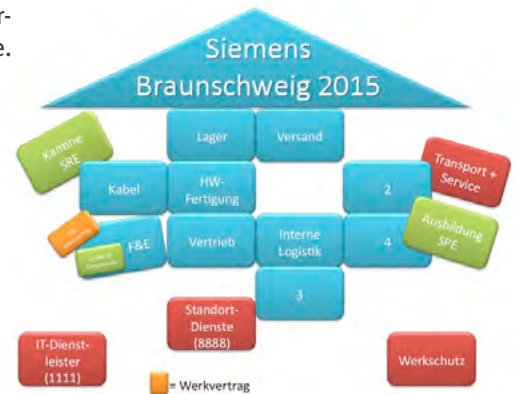 r-
e.
Siemens
Braunschweig 2015
Lager
Versand
Kantine
SRE
Transport +
Service
Kabel
HW-
Fertigung
2
Ausbildung
SPE
F&E
Vertrieb
Interne
Logistik
4
3
Standort-
Dienste
(8888)
IT-Dienst-
leister
(1111)
Werkschutz
= Werkvertrag